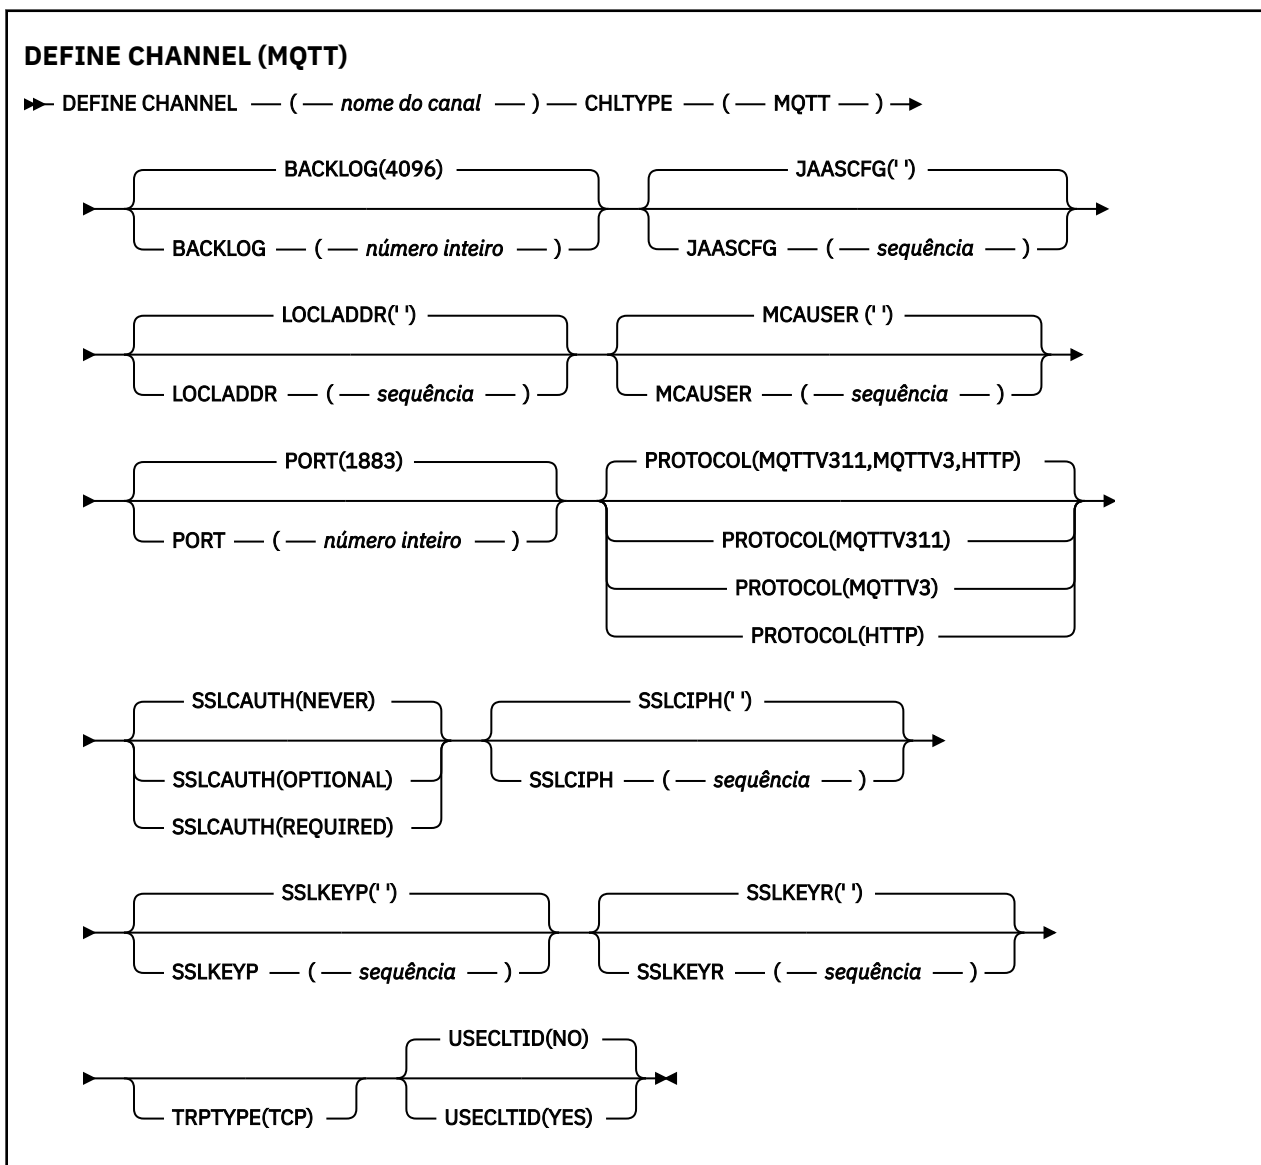 DEFINE CHANNEL (MQTT)
DEFINE CHANNEL ( nome do canal ) CHLTYPE ( MQTT )
BACKLOG(4096) JAASCFG(' ')
BACKLOG ( número inteiro ) JAASCFG ( sequência )
LOCLADDR(' ') MCAUSER (' ')
LOCLADDR ( sequência ) MCAUSER ( sequência )
PORT(1883) PROTOCOL(MQTTV311,MQTTV3,HTTP)
PORT ( número inteiro ) PROTOCOL(MQTTV311)
PROTOCOL(MQTTV3)
PROTOCOL(HTTP)
SSLCAUTH(NEVER) SSLCIPH(' ')
SSLCAUTH(OPTIONAL) SSLCIPH ( sequência )
SSLCAUTH(REQUIRED)
SSLKEYP(' ') SSLKEYR(' ')
SSLKEYP ( sequência ) SSLKEYR ( sequência )
USECLTID(NO)
TRPTYPE(TCP) USECLTID(YES)